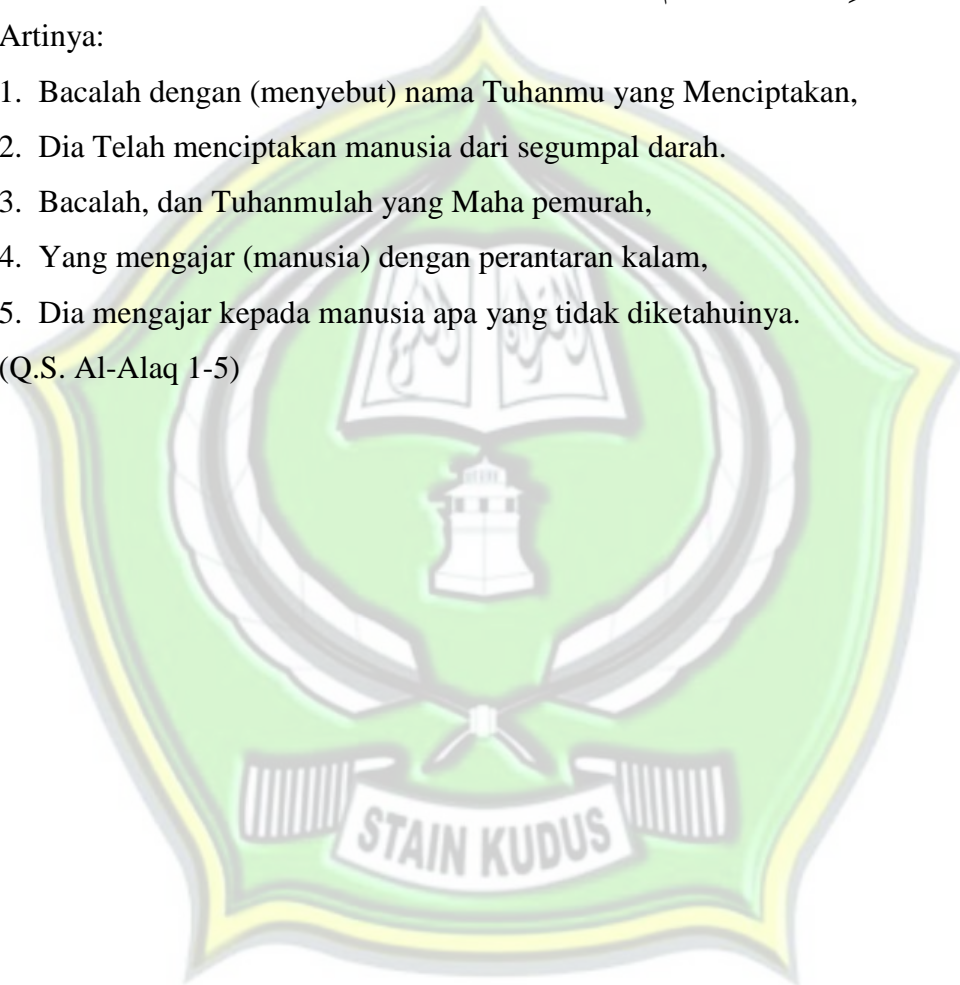 Artinya:
1. Bacalah dengan (menyebut) nama Tuhanmu yang Menciptakan,
2. Dia Telah menciptakan manusia dari segumpal darah.
3. Bacalah, dan Tuhanmulah yang Maha pemurah,
4. Yang mengajar (manusia) dengan perantaran kalam,
5. Dia mengajar kepada manusia apa yang tidak diketahuinya.
(Q.S. Al-Alaq 1-5)
STAIN KUDUS